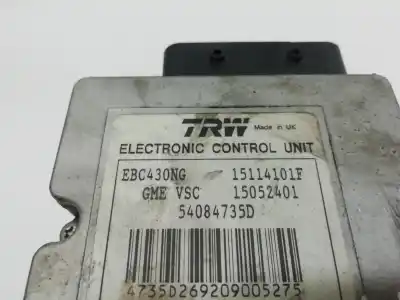 TRW Made in UK
ELECTRONIC CONTROL UNIT
EBC430NG 15114101F
GME VSC 15052401
54084735D
4735D269209005275